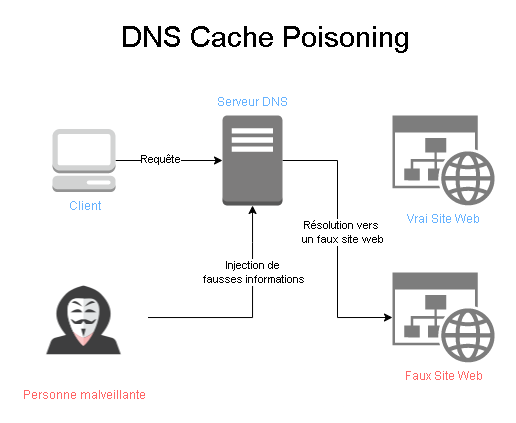 DNS Cache Poisoning
Serveur DNS
Requête
Client
Vrai Site Web
Résolution vers
un faux site web
Injection de
fausses informations
Personne malveillante
Faux Site Web